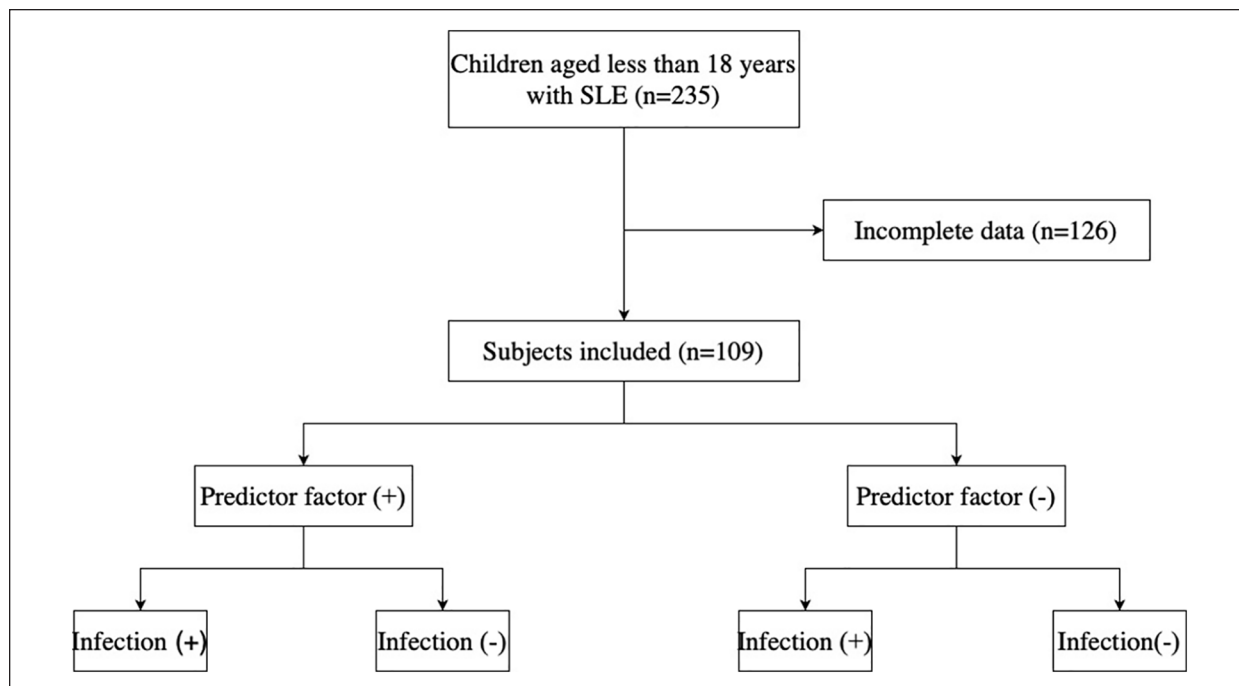 Children aged less than 18 years
with SLE (n=235)
Incomplete data (n=126)
Subjects included (n=109)
Predictor factor (+)
Predictor factor (-)
Infection (+)
Infection (-)
Infection (+)
Infection(-)